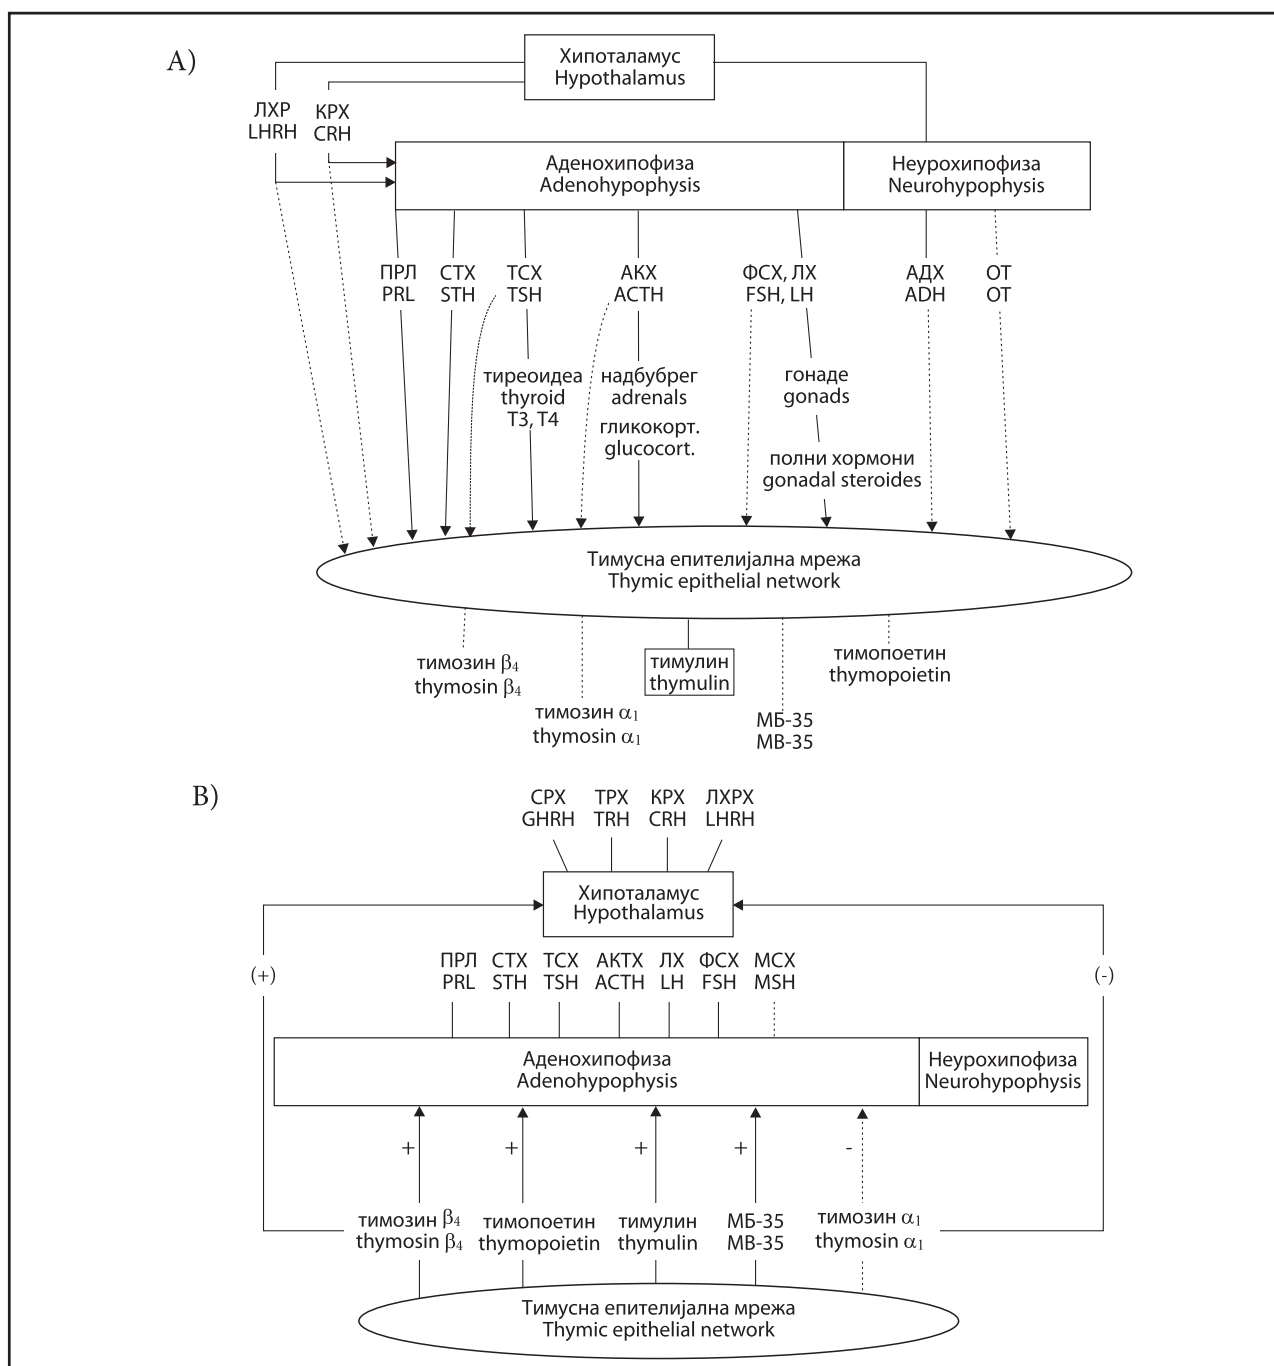 A)
Хипоталамус
Hypothalamus
ЛХР
LHRH
КРХ
CRH
Аденохипофиза
Adenohypophysis
Неурохипофиза
Neurohypophysis
ПРЛ
PRL
СТХ
STH
ТСХ
TSH
АКХ
ACTH
ФСХ, ЛХ
FSH, LH
АДХ
ADH
ОТ
OT
тиреоидеа
thyroid
T3, T4
надбубрег
adrenals
гликокорт.
glucocort.
гонаде
gonads
полни хормони
gonadal steroides
Тимусна епителијална мрежа
Thymic epithelial network
тимозин β4
thymosin β4
тимозин α1
thymosin α1
тимулин
thymulin
МБ-35
MB-35
тимопоетин
thymopoietin
B)
СРХ
GHRH
ТРХ
TRH
КРХ
CRH
ЛХРХ
LHRH
Хипоталамус
Hypothalamus
(+)
(-)
ПРЛ
PRL
СТХ
STH
ТСХ
TSH
АКТХ
ACTH
ЛХ
LH
ФСХ
FSH
МСХ
MSH
Аденохипофиза
Adenohypophysis
Неурохипофиза
Neurohypophysis
+
+
+
+
-
тимозин β4
thymosin β4
тимопоетин
thymopoietin
тимулин
thymulin
МБ-35
MB-35
тимозин α1
thymosin α1
Тимусна епителијална мрежа
Thymic epithelial network